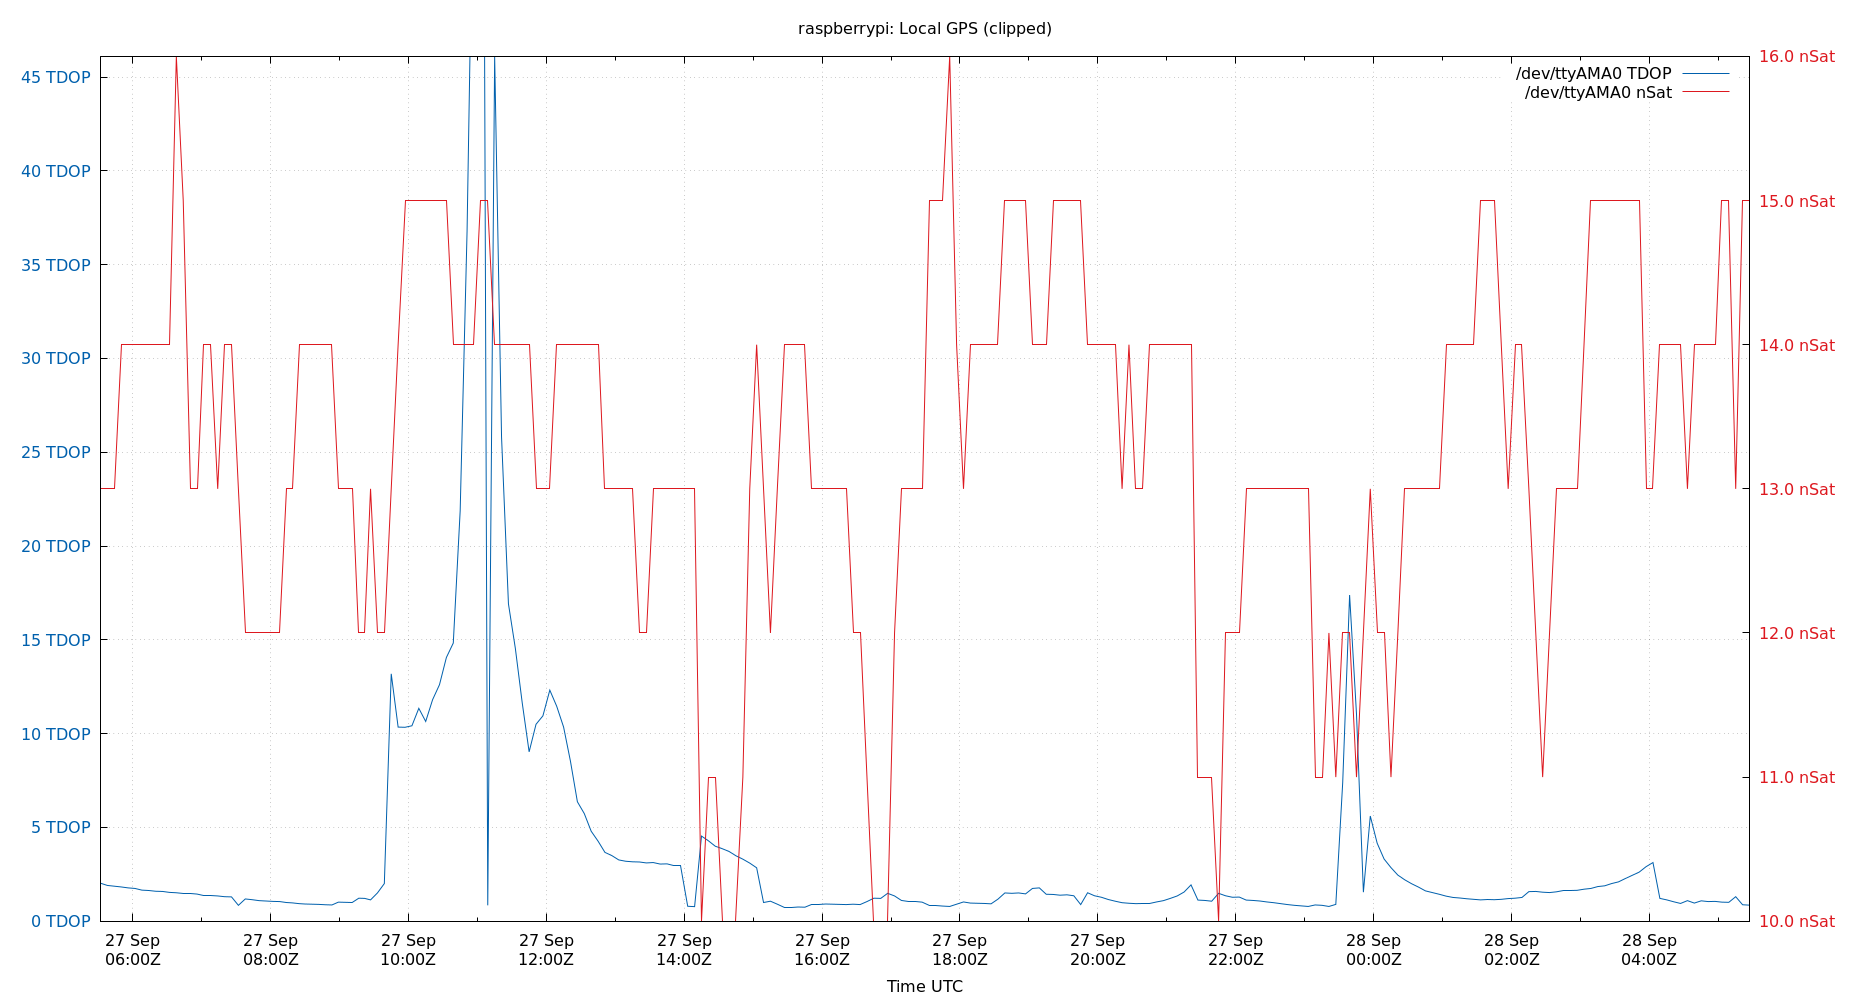 raspberrypi: Local GPS (clipped)
/dev/ttyAMA0 TDOP
/dev/ttyAMA0 nSat
45 TDOP
40 TDOP
35 TDOP
30 TDOP
25 TDOP
20 TDOP
15 TDOP
10 TDOP
5 TDOP
0 TDOP
16.0 nSat
15.0 nSat
14.0 nSat
13.0 nSat
12.0 nSat
11.0 nSat
10.0 nSat
27 Sep
06:00Z
27 Sep
08:00Z
27 Sep
10:00Z
27 Sep
12:00Z
27 Sep
14:00Z
27 Sep
16:00Z
27 Sep
18:00Z
27 Sep
20:00Z
27 Sep
22:00Z
28 Sep
00:00Z
28 Sep
02:00Z
28 Sep
04:00Z
Time UTC